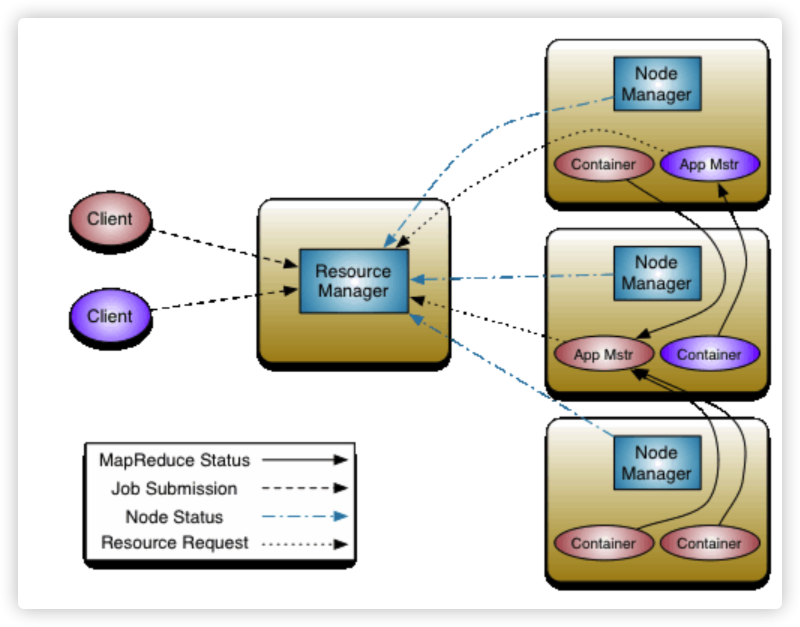 Node
Manager
Container
App Mstr
Client
Resource
Manager
Node
Manager
Client
App Mstr
Container
Node
Manager
Container
Container
MapReduce Status
Job Submission
Node Status
Resource Request